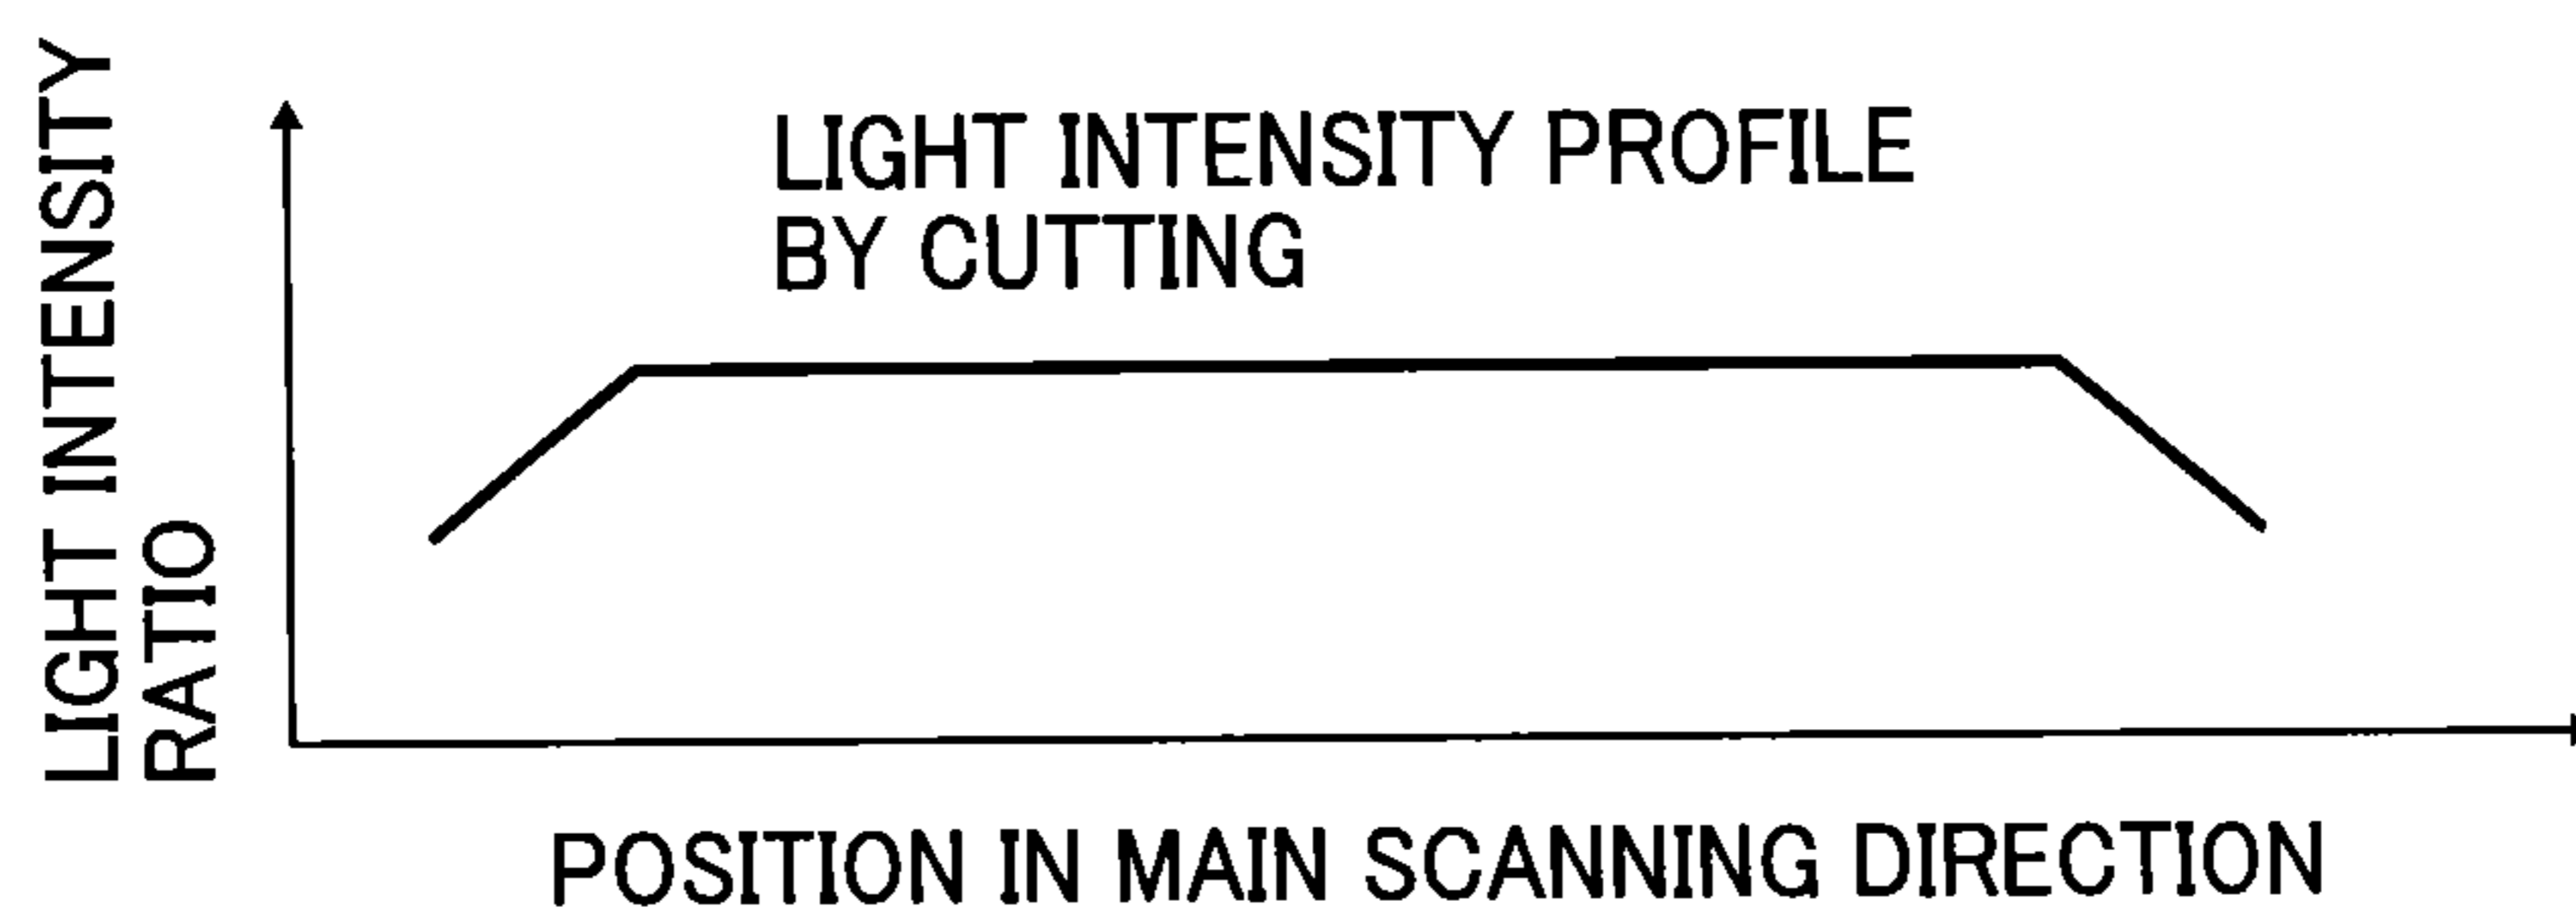 LIGHT INTENSITY
RATIO
LIGHT INTENSITY PROFILE
BY CUTTING
POSITION IN MAIN SCANNING DIRECTION